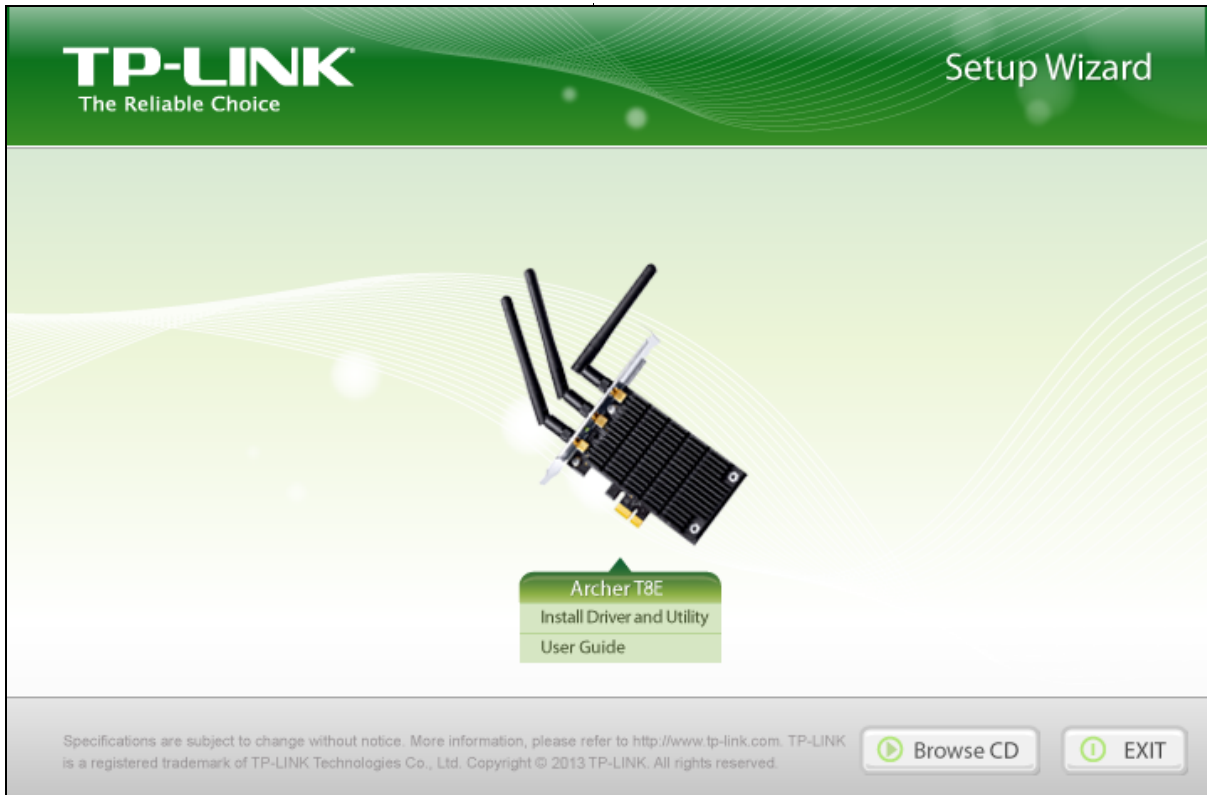 TP-LINK
The Reliable Choice
Setup Wizard
Archer T8E
Install Driver and Utility
User Guide
Specifications are subject to change without notice. More information, please refer to http://www.tp-link.com. TP-LINK
is a registered trademark of TP-LINK Technologies Co., Ltd. Copyright © 2013 TP-LINK. All rights reserved.
Browse CD
EXIT